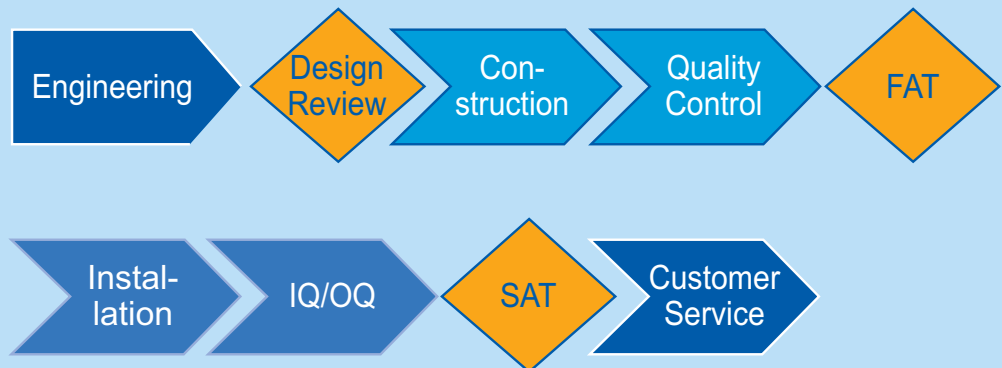 Engineering
Design
Review
Con-
struction
Quality
Control
FAT
Instal-
lation
IQ/OQ
SAT
Customer
Service